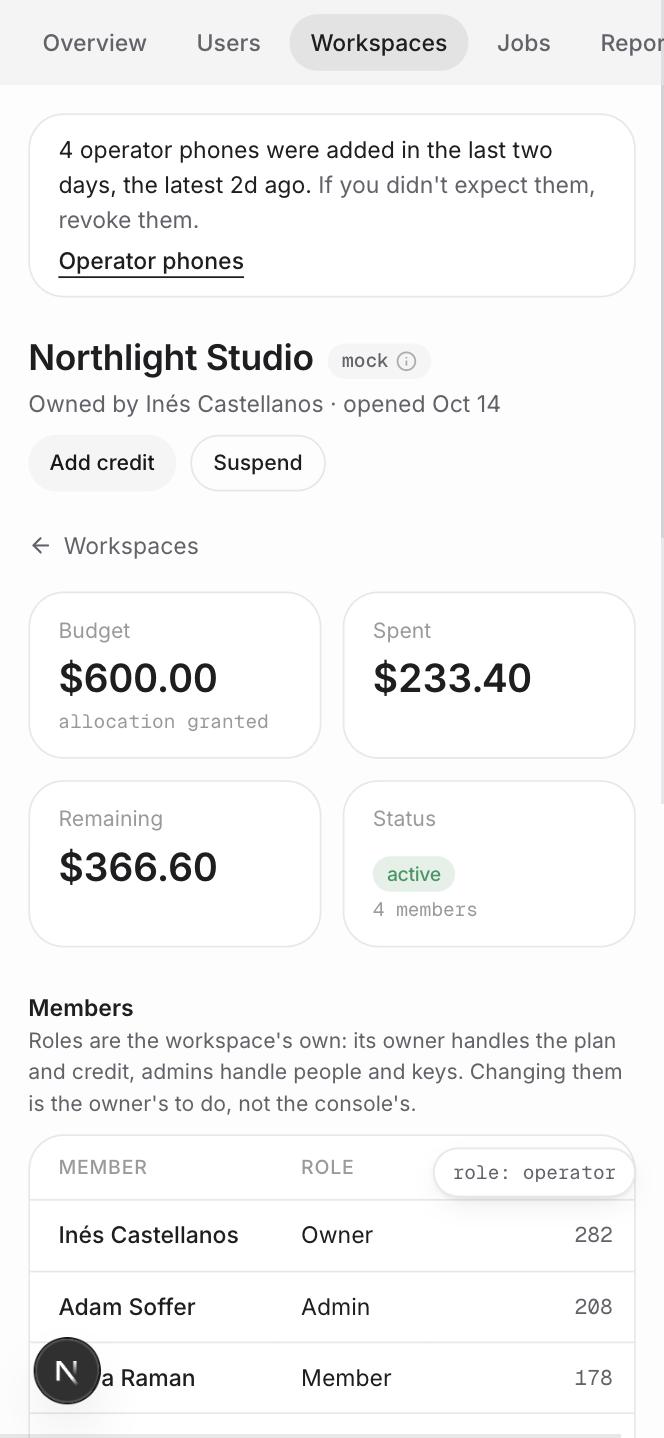 Overview Users Workspaces Jobs
4 operator phones were added in the last two
days, the latest 2d ago. If you didn't expect them,
revoke them.
Operator phones
Northlight Studio mock
Owned by Inés Castellanos · opened Oct 14
Add credit Suspend
← Workspaces
Budget
$600.00
allocation granted
Spent
$233.40
Remaining
$366.60
Status
active
4 members
Members
Roles are the workspace's own: its owner handles the plan
and credit, admins handle people and keys. Changing them
is the owner's to do, not the console's.
MEMBER ROLE
role: operator
Inés Castellanos Owner 282
Adam Soffer Admin 208
N
Raman Member 178